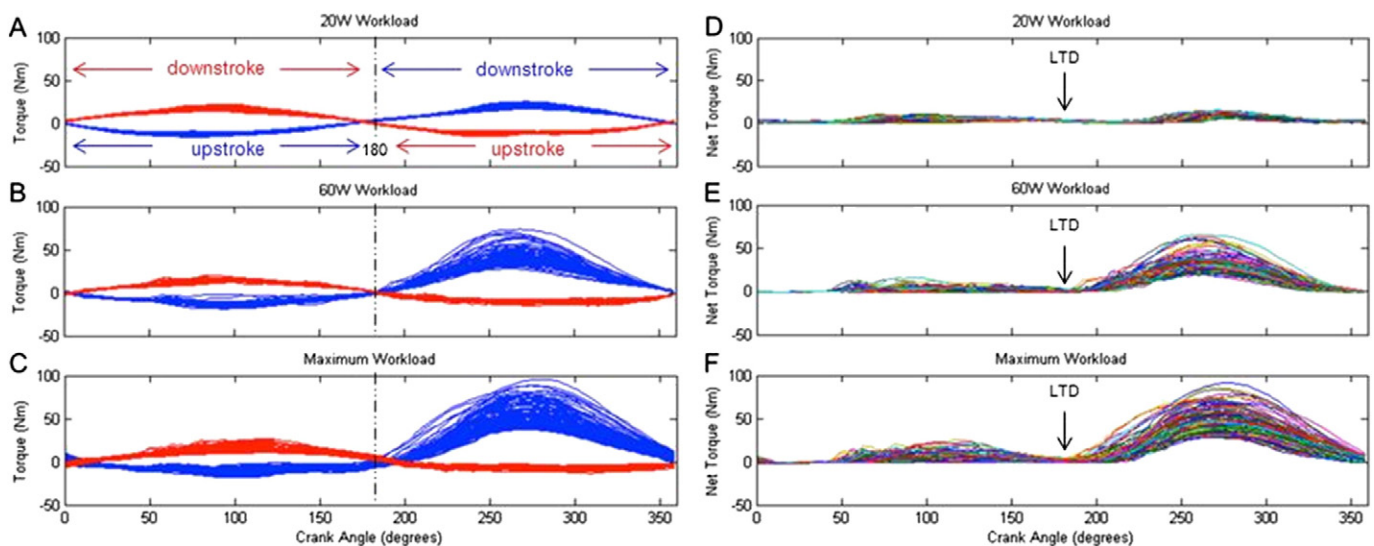 A
20W Workload
100
50
0
-50
Torque (Nm)
downstroke
downstroke
upstroke
180
upstroke
B
60W Workload
100
50
0
-50
Torque (Nm)
C
Maximum Workload
100
50
0
-50
Torque (Nm)
0 50 100 150 200 250 300 350
Crank Angle (degrees)
D
20W Workload
100
50
0
-50
Net Torque (Nm)
LTD
E
60W Workload
100
50
0
-50
Net Torque (Nm)
LTD
F
Maximum Workload
100
50
0
-50
Net Torque (Nm)
LTD
0 50 100 150 200 250 300 350
Crank Angle (degrees)